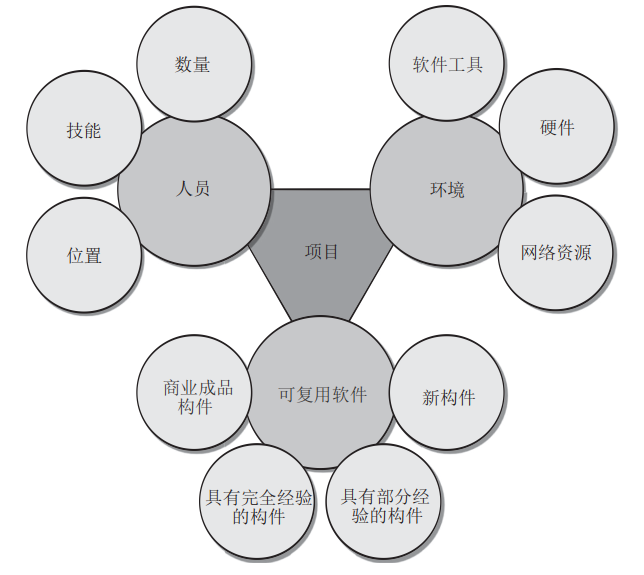 数量
软件工具
技能
硬件
人员
环境
位置
项目
网络资源
商业成品
构件
可复用软件
新构件
具有完全经验
的构件
具有部分经
验的构件